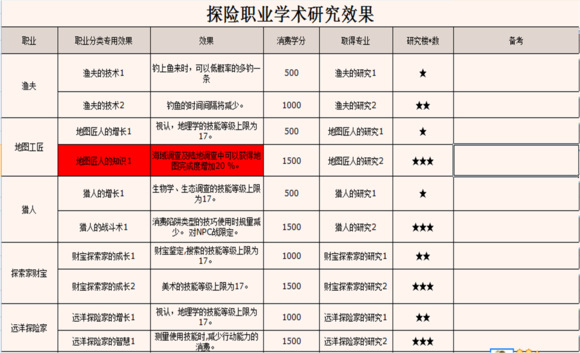 探险职业学术研究效果
职业 职业分类专用效果 效果 消费学分 取得专业 研究楼*数 备考
渔夫 渔夫的技术1 钓上鱼来时，可以低概率的多钓一条 500 渔夫的研究1 ★
渔夫的技术2 钓鱼的时间间隔将减少。 1000 渔夫的研究2 ★★
地图工匠 地图匠人的增长1 视认，地理学的技能等级上限为17。 500 地图匠人的研究1 ★
地图匠人的知识1 海域调查及陆地调查中可以获得地图完成度增加20 %。 1500 地图匠人的研究2 ★★★
猎人 猎人的增长1 生物学、生态调查的技能等级上限为17。 500 猎人的研究1 ★
猎人的战斗术1 消费陷阱类型的技巧使用时脱量减少。 对NPC战限定。 1500 猎人的研究2 ★★★
探索家财宝 财宝探索家的成长1 财宝鉴定,搜索的技能等级上限为17。 1000 财宝探索家的研究1 ★★
财宝探索家的成长2 美术的技能等级上限为17。 1500 财宝探索家的研究2 ★★★
远洋探险家 远洋探险家的增长1 视认，地理学的技能等级上限为17。 1000 远洋探险家的研究1 ★★
远洋探险家的智慧1 测量使用技能时,减少行动能力的消费。 1500 远洋探险家的研究2 ★★★